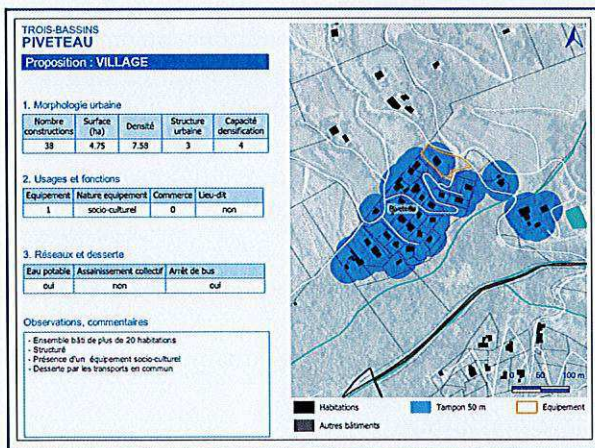 TROIS-BASSINS
PIVETEAU
Proposition : VILLAGE
1. Morphologie urbaine
Nombre constructions Surface (ha) Densité Structure urbaine Capacité densification
38 4.75 7.58 3 4
2. Usages et fonctions
Equipement Nature equipement Commerce Lieu-dit
1 socio-culturel 0 non
3. Réseaux et desserte
Eau potable Assainissement collectif Arrêt de bus
oui non oui
Observations, commentaires
- Ensemble bâti de plus de 20 habitations
- Structuré
- Présence d'un équipement socio-culturel
- Desserte par les transports en commun
Piveteau
0 50 100 m
Habitations Tampon 50 m Equipement
Autres bâtiments